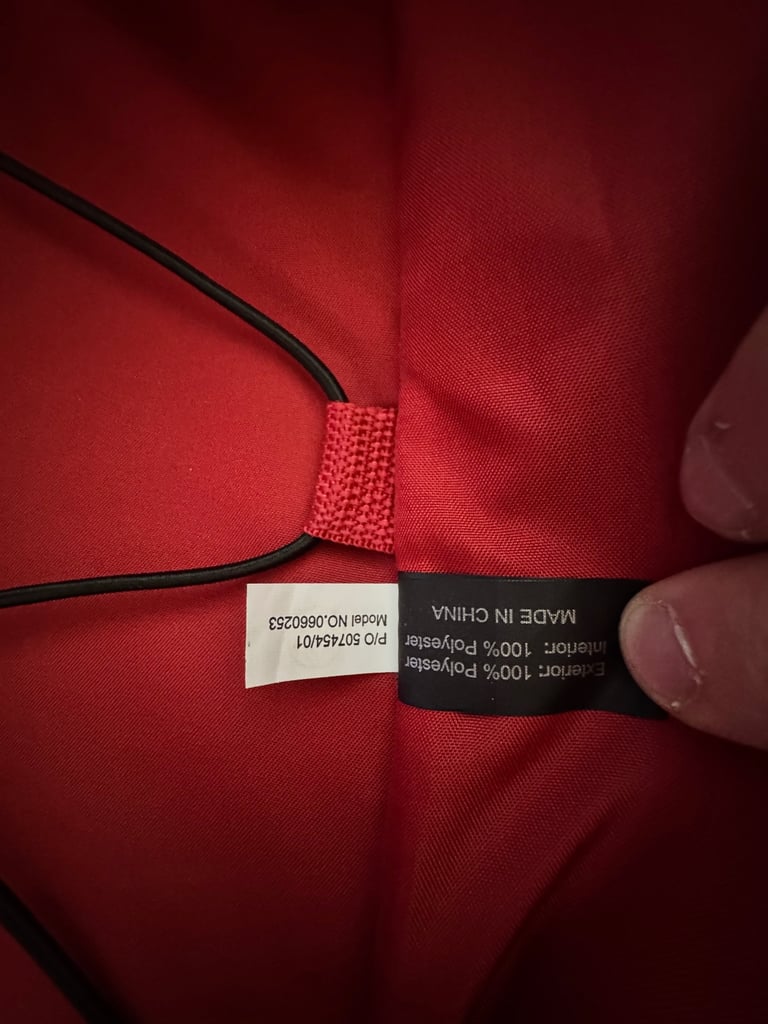 Exterior: 100% Polyester
Interior: 100% Polyester
MADE IN CHINA
P/O 507454/01
Model NO.0660253